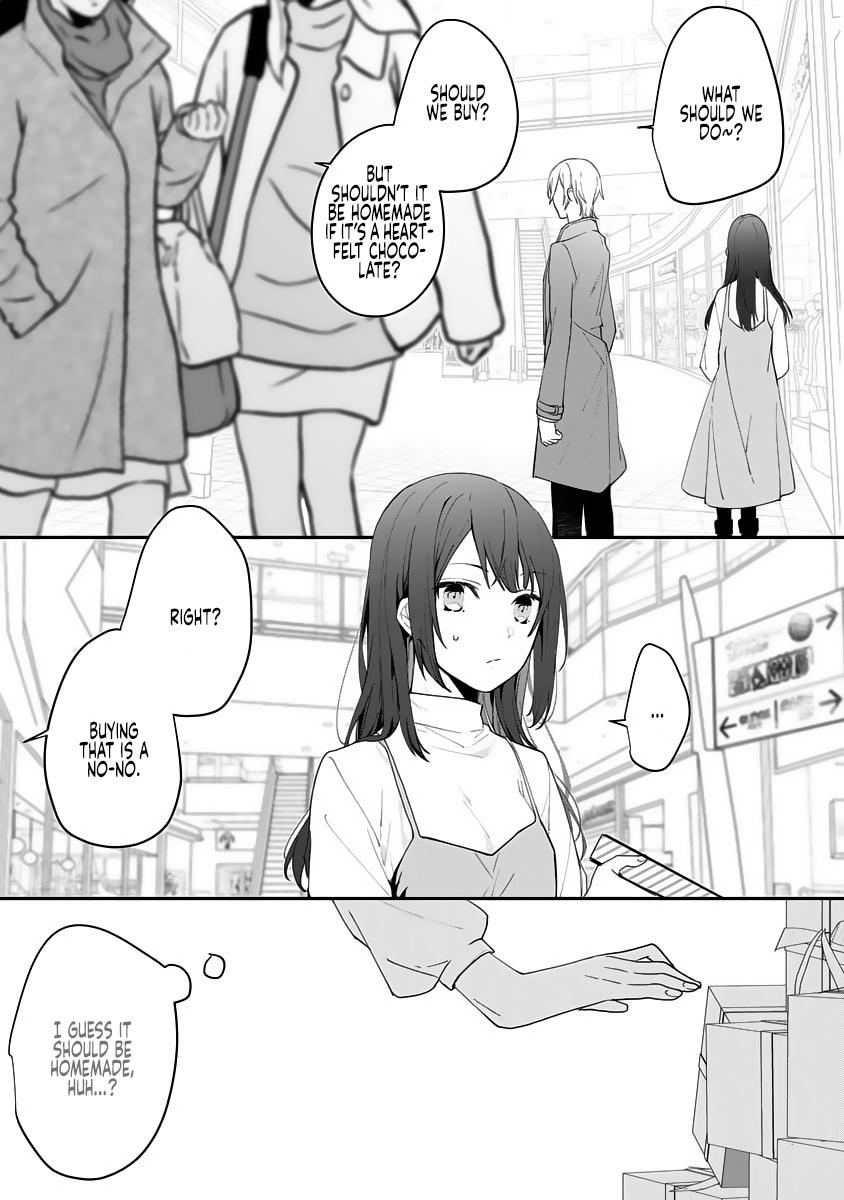 WHAT
SHOULD WE
DO~?
SHOULD
WE BUY?
BUT
SHOULDN'T IT
BE HOMEMADE
IF IT'S A HEART-
FELT CHOCO-
LATE?
RIGHT?
BUYING
THAT IS A
NO-NO.
...
I GUESS IT
SHOULD BE
HOMEMADE,
HUH...?